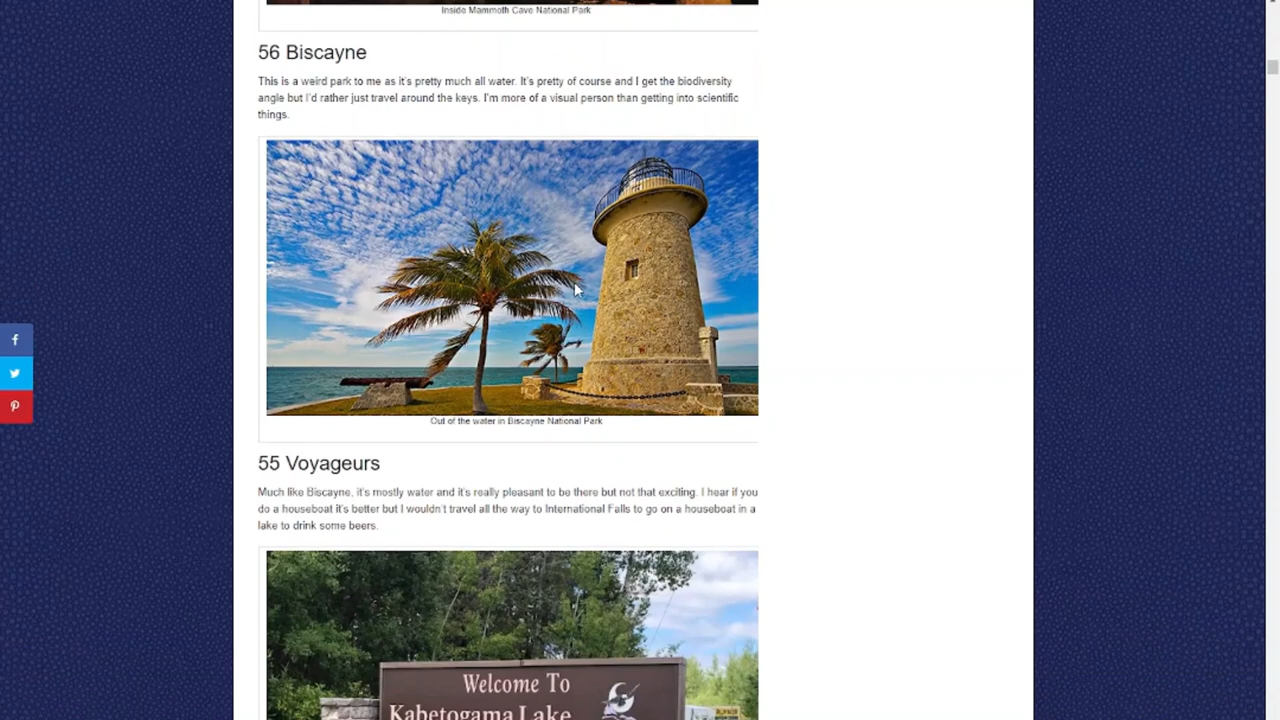 Inside Mammoth Cave National Park
56 Biscayne
This is a weird park to me as it's pretty much all water. It's pretty of course and I get the biodiversity
angle but I'd rather just travel around the keys. I'm more of a visual person than getting into scientific
things.
Out of the water in Biscayne National Park
55 Voyageurs
Much like Biscayne, it's mostly water and it's really pleasant to be there but not that exciting. I hear if you
do a houseboat it's better but I wouldn't travel all the way to International Falls to go on a houseboat in a
lake to drink some beers.
Welcome To
Kabetogama Lake